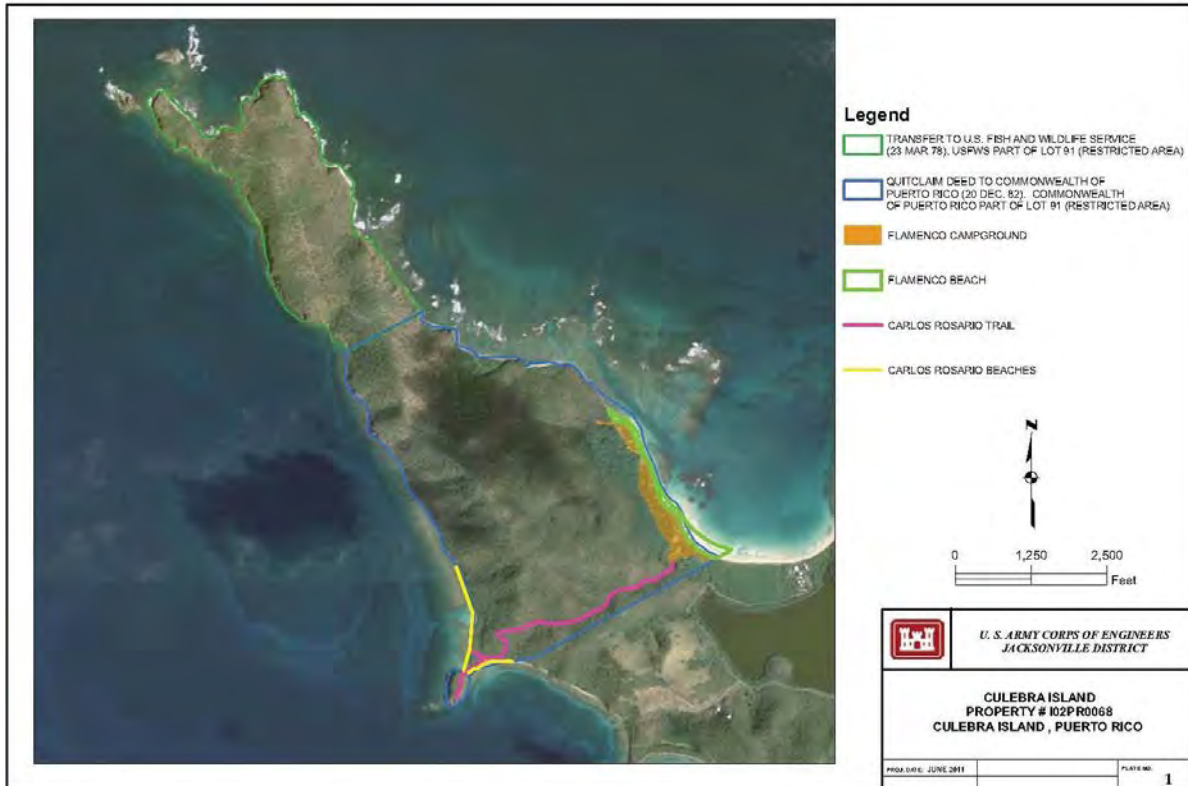 Legend
TRANSFER TO U.S. FISH AND WILDLIFE SERVICE
(23 MAR 78). USFWS PART OF LOT 91 (RESTRICTED AREA)
QUITCLAIM DEED TO COMMONWEALTH OF
PUERTO RICO (20 DEC. 82). COMMONWEALTH
OF PUERTO RICO PART OF LOT 91 (RESTRICTED AREA)
FLAMENCO CAMPGROUND
FLAMENCO BEACH
CARLOS ROSARIO TRAIL
CARLOS ROSARIO BEACHES
N
0 1,250 2,500
Feet
U. S. ARMY CORPS OF ENGINEERS
JACKSONVILLE DISTRICT
CULEBRA ISLAND
PROPERTY # I02PR0068
CULEBRA ISLAND , PUERTO RICO
PROJ. DATE: JUNE 2011
PLATE NO.
1